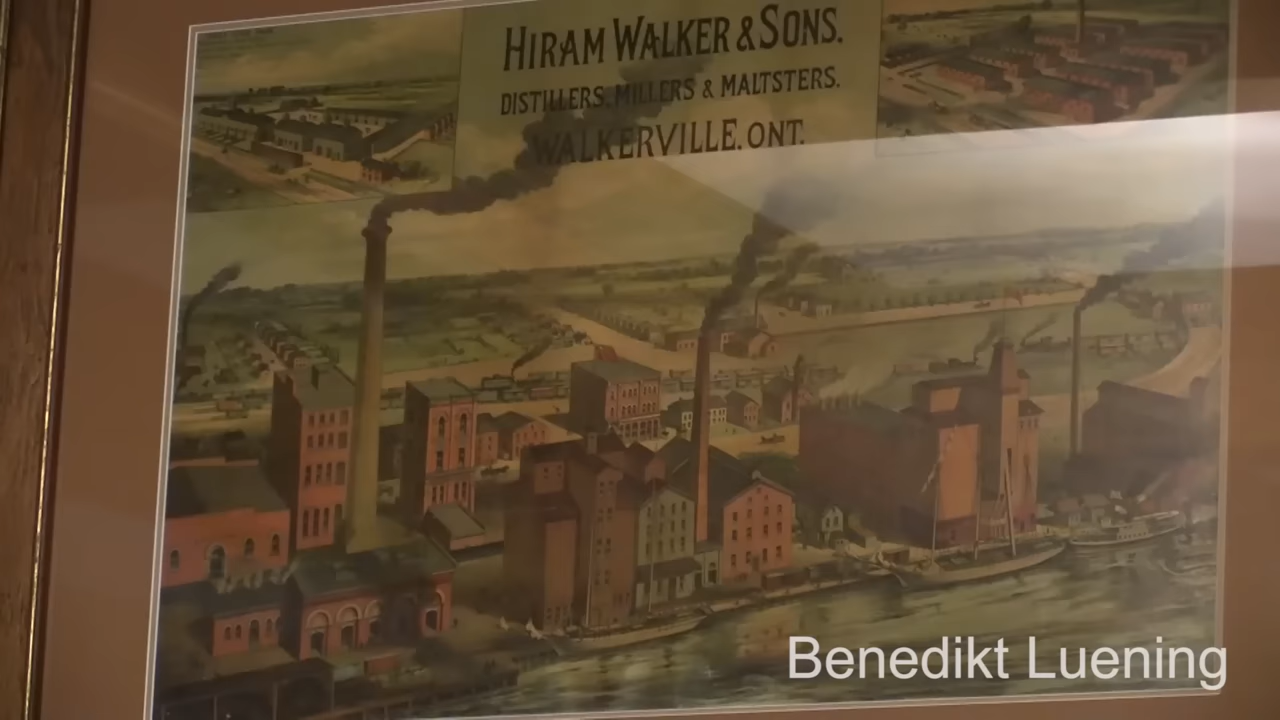 HIRAM WALKER & SONS.
DISTILLERS, MILLERS & MALTSTERS.
WALKERVILLE, ONT.
Benedikt Luening